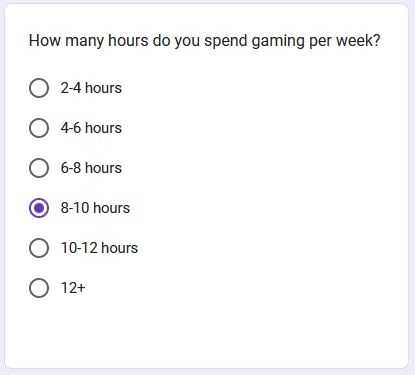 How many hours do you spend gaming per week?
2-4 hours
4-6 hours
6-8 hours
8-10 hours
10-12 hours
12+